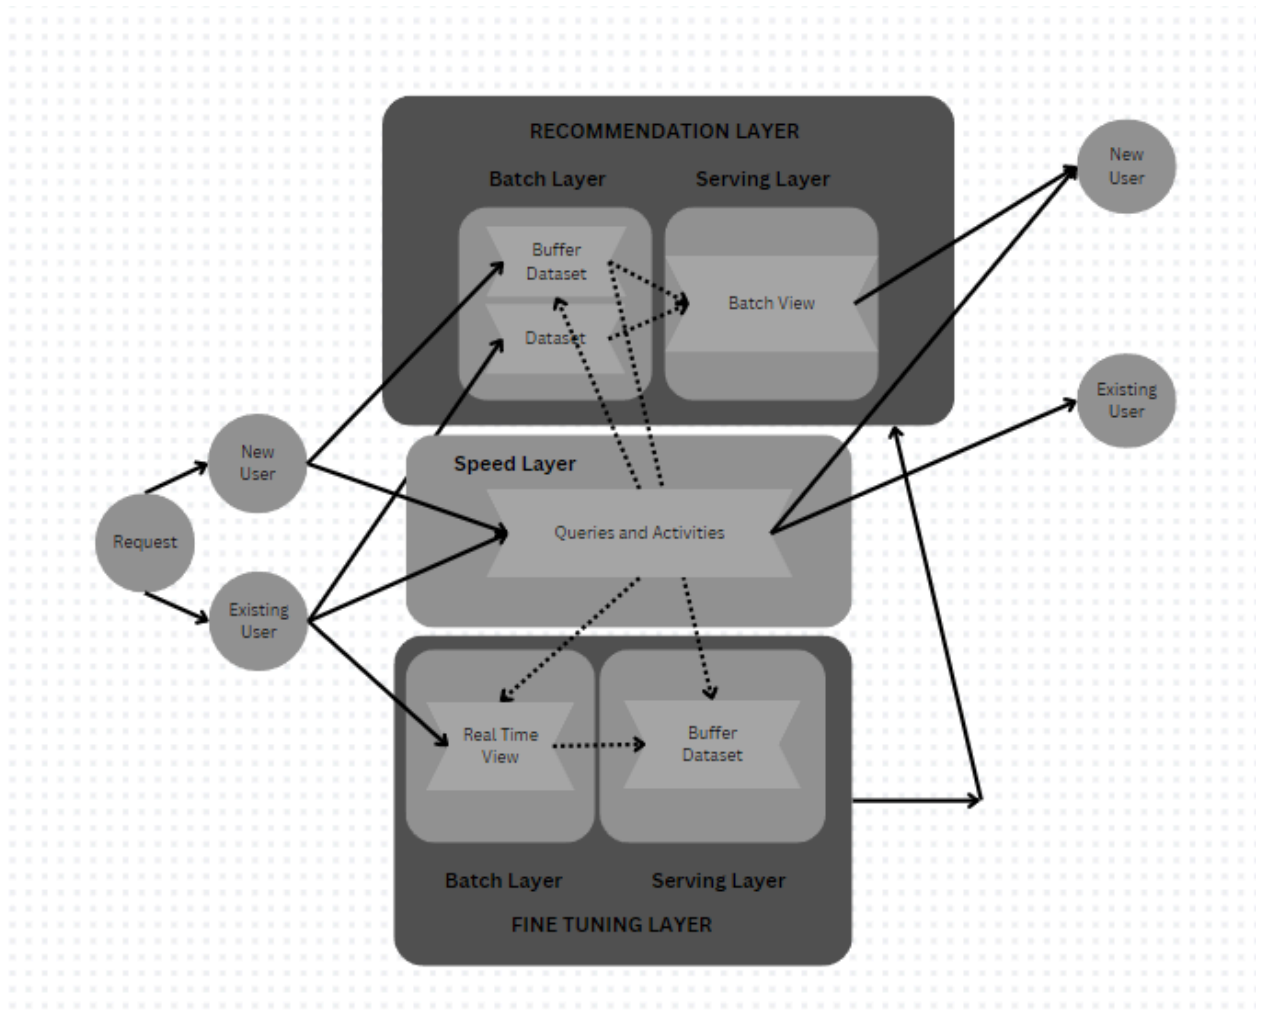 RECOMMENDATION LAYER
Batch Layer
Serving Layer
Buffer
Dataset
Dataset
Batch View
New
User
Existing
User
New
User
Request
Existing
User
Speed Layer
Queries and Activities
Real Time
View
Buffer
Dataset
Batch Layer
Serving Layer
FINE TUNING LAYER